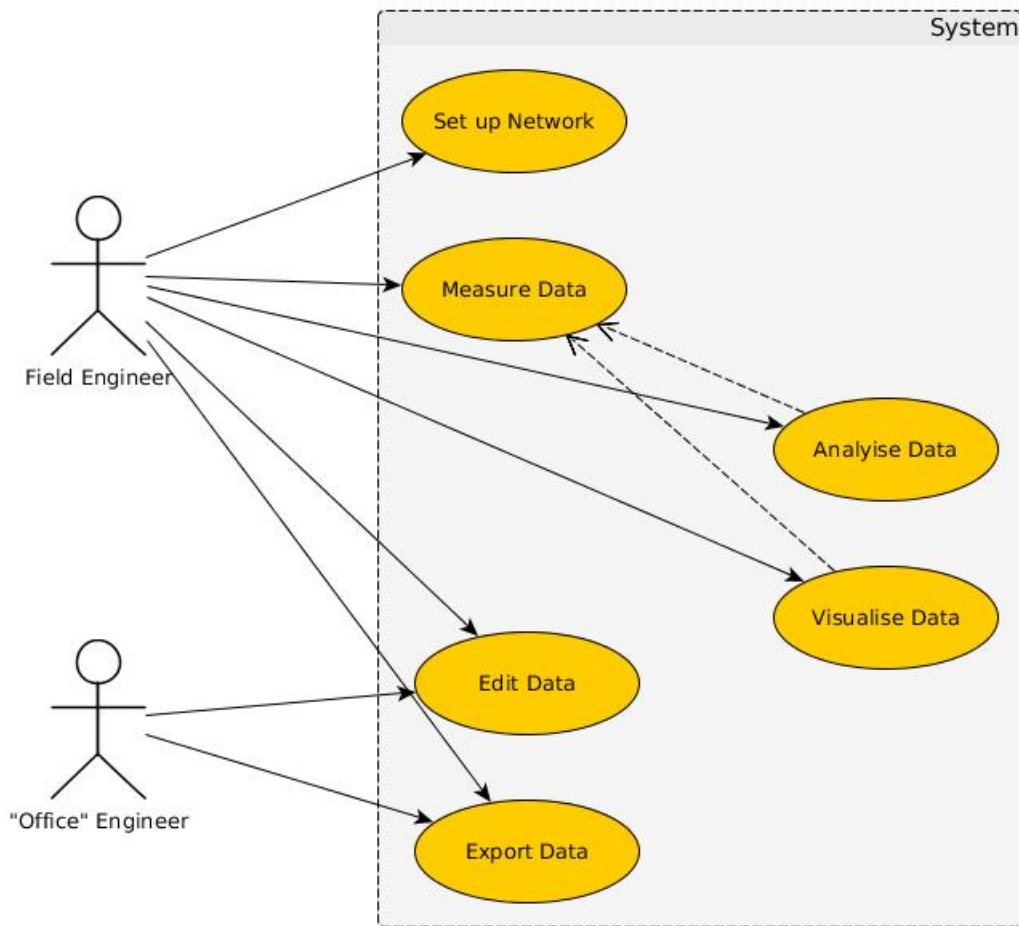 System
Set up Network
Measure Data
Field Engineer
Analyise Data
Visualise Data
Edit Data
"Office" Engineer
Export Data